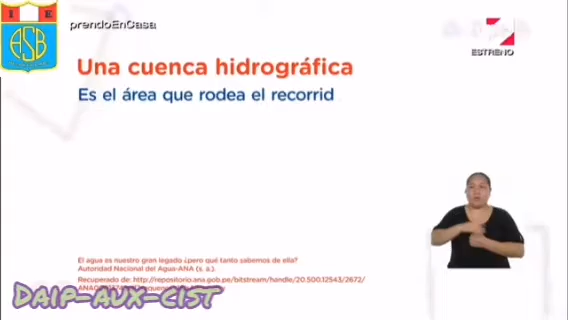 I E
ASB
prendoEnCasa
ESTRENO
Una cuenca hidrográfica
Es el área que rodea el recorrid
El agua es nuestro gran legado ¿pero qué tanto sabemos de ella?
Autoridad Nacional del Agua-ANA (s. a.).
Recuperado de: http://repositorio.ana.gob.pe/bitstream/handle/20.500.12543/2672/
Daip-aux-cist